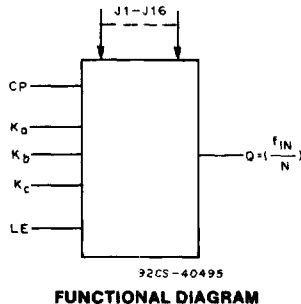 J1-J16
CP
Ka
Kb
Kc
LE
Q=(fIN/N)
92CS-40495
FUNCTIONAL DIAGRAM